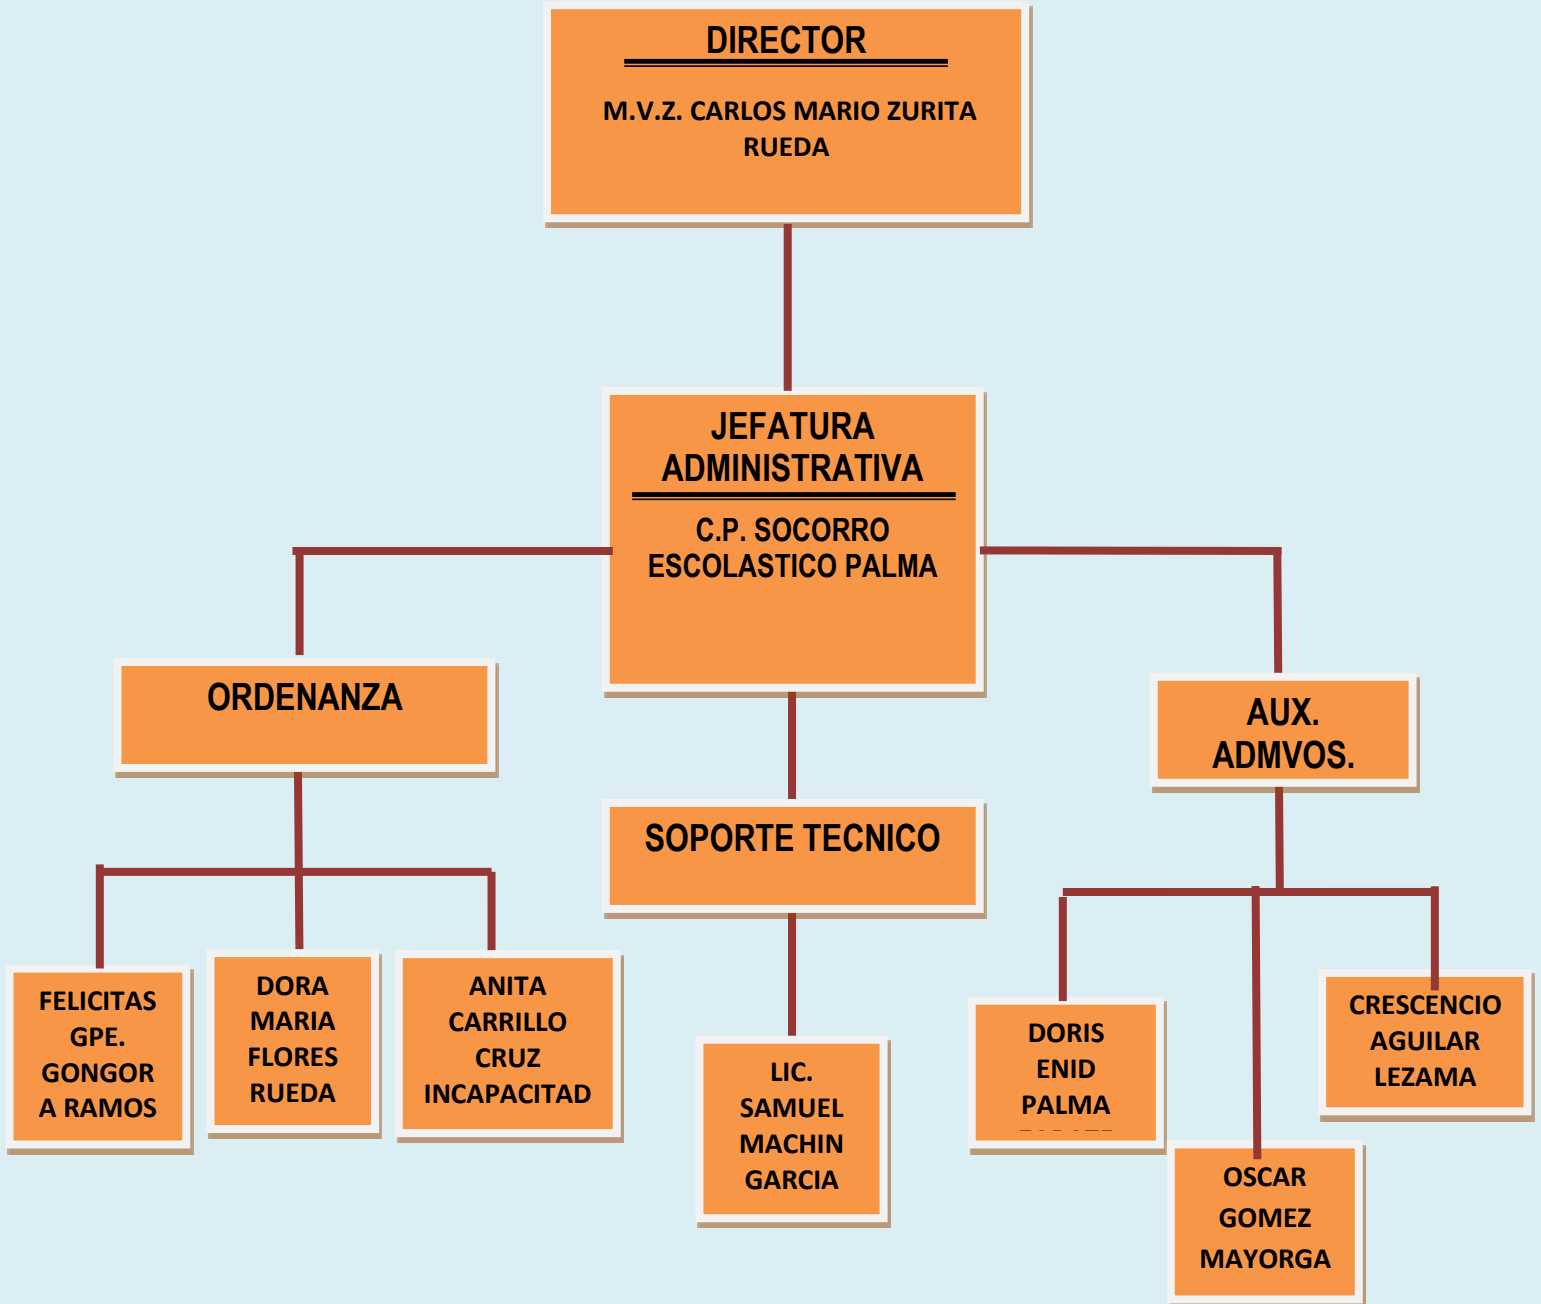 DIRECTOR
M.V.Z. CARLOS MARIO ZURITA
RUEDA
JEFATURA
ADMINISTRATIVA
C.P. SOCORRO
ESCOLASTICO PALMA
ORDENANZA
SOPORTE TECNICO
AUX.
ADMVOS.
FELICITAS
GPE.
GONGOR
A RAMOS
DORA
MARIA
FLORES
RUEDA
ANITA
CARRILLO
CRUZ
INCAPACITAD
LIC.
SAMUEL
MACHIN
GARCIA
DORIS
ENID
PALMA
OSCAR
GOMEZ
MAYORGA
CRESCENCIO
AGUILAR
LEZAMA